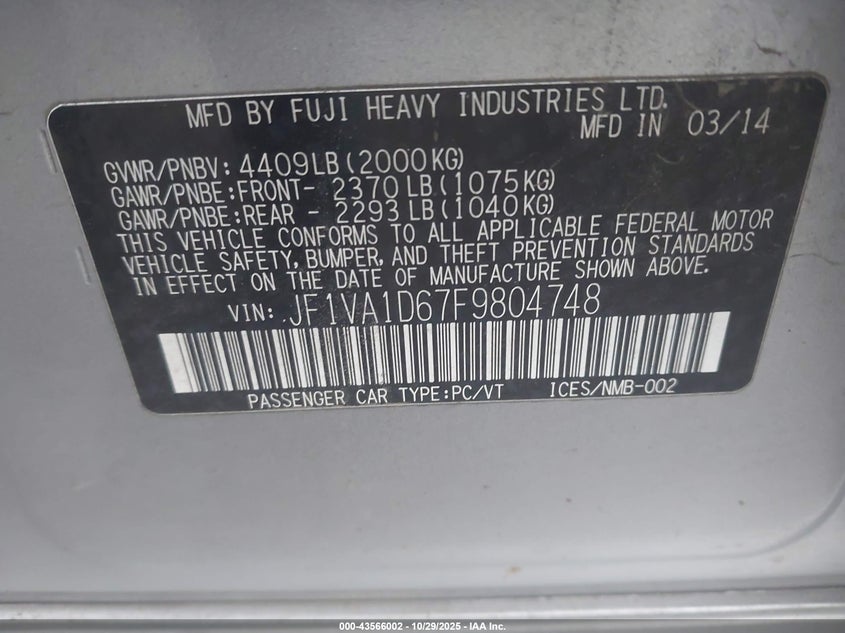 MFD BY FUJI HEAVY INDUSTRIES LTD.
MFD IN 03/14
GVWR/PNBV: 4409LB(2000KG)
GAWR/PNBE:FRONT- 2370LB(1075KG)
GAWR/PNBE:REAR - 2293LB(1040KG)
THIS VEHICLE CONFORMS TO ALL APPLICABLE FEDERAL MOTOR
VEHICLE SAFETY, BUMPER, AND THEFT PREVENTION STANDARDS
IN EFFECT ON THE DATE OF MANUFACTURE SHOWN ABOVE.
VIN: JF1VA1D67F9804748
PASSENGER CAR TYPE:PC/VT ICES/NMB-002
000-43566002 - 10/29/2025 - IAA Inc.